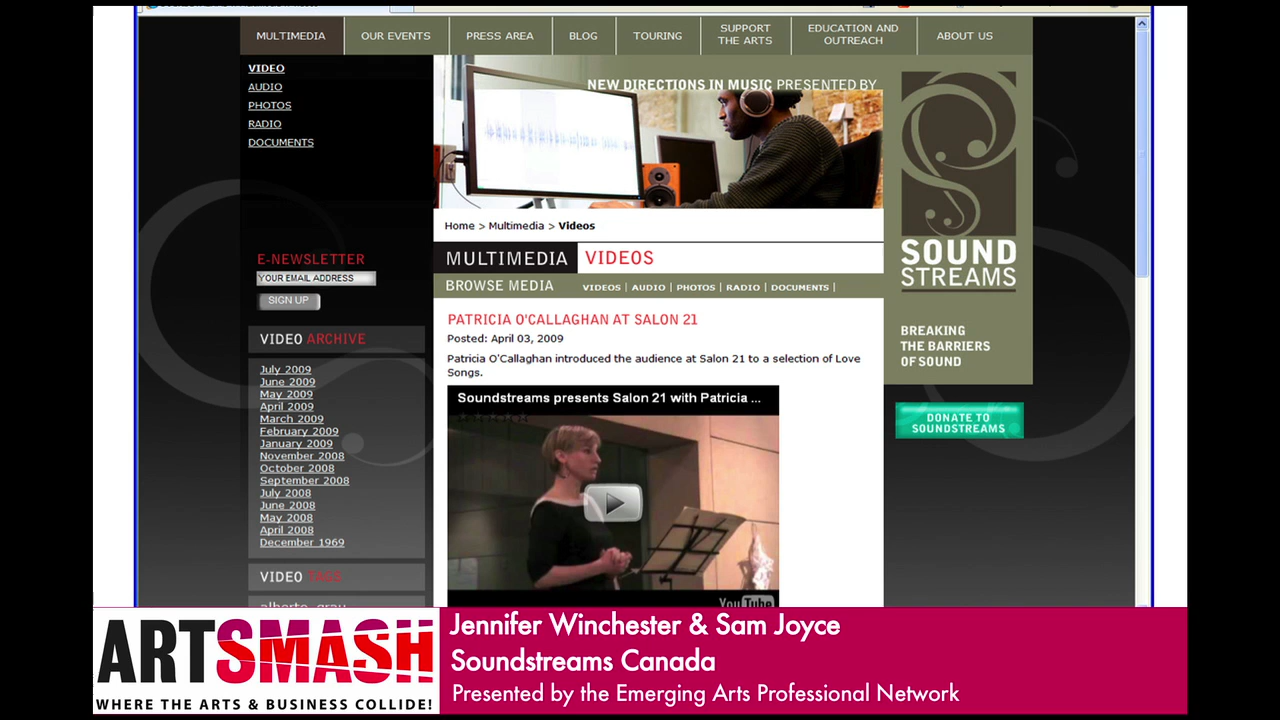 MULTIMEDIA
OUR EVENTS
PRESS AREA
BLOG
TOURING
SUPPORT
THE ARTS
EDUCATION AND
OUTREACH
ABOUT US
VIDEO
AUDIO
PHOTOS
RADIO
DOCUMENTS
NEW DIRECTIONS IN MUSIC PRESENTED BY
SOUND
STREAMS
BREAKING
THE BARRIERS
OF SOUND
DONATE TO
SOUNDSTREAMS
E-NEWSLETTER
YOUR EMAIL ADDRESS
SIGN UP
VIDEO ARCHIVE
July 2009
June 2009
May 2009
April 2009
March 2009
February 2009
January 2009
November 2008
October 2008
September 2008
July 2008
June 2008
May 2008
April 2008
December 1969
VIDEO TAGS
Home > Multimedia > Videos
MULTIMEDIA VIDEOS
BROWSE MEDIA VIDEOS | AUDIO | PHOTOS | RADIO | DOCUMENTS |
PATRICIA O'CALLAGHAN AT SALON 21
Posted: April 03, 2009
Patricia O'Callaghan introduced the audience at Salon 21 to a selection of Love
Songs.
Soundstreams presents Salon 21 with Patricia ...
YouTube
ARTSMASH
WHERE THE ARTS & BUSINESS COLLIDE!
Jennifer Winchester & Sam Joyce
Soundstreams Canada
Presented by the Emerging Arts Professional Network